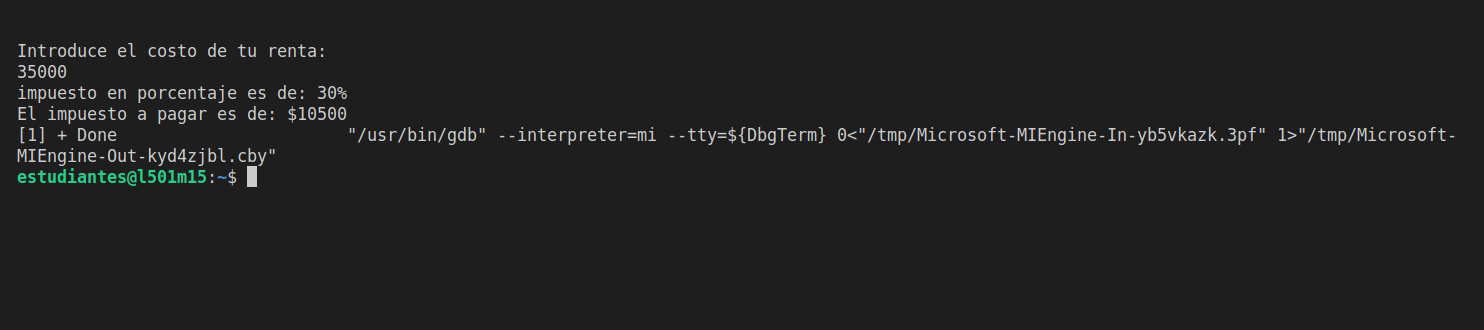 Introduce el costo de tu renta:
35000
impuesto en porcentaje es de: 30%
El impuesto a pagar es de: $10500
[1] + Done                       "/usr/bin/gdb" --interpreter=mi --tty=${DbgTerm} 0<"/tmp/Microsoft-MIEngine-In-yb5vkazk.3pf" 1>"/tmp/Microsoft-
MIEngine-Out-kyd4zjbl.cby"
estudiantes@l501m15:~$